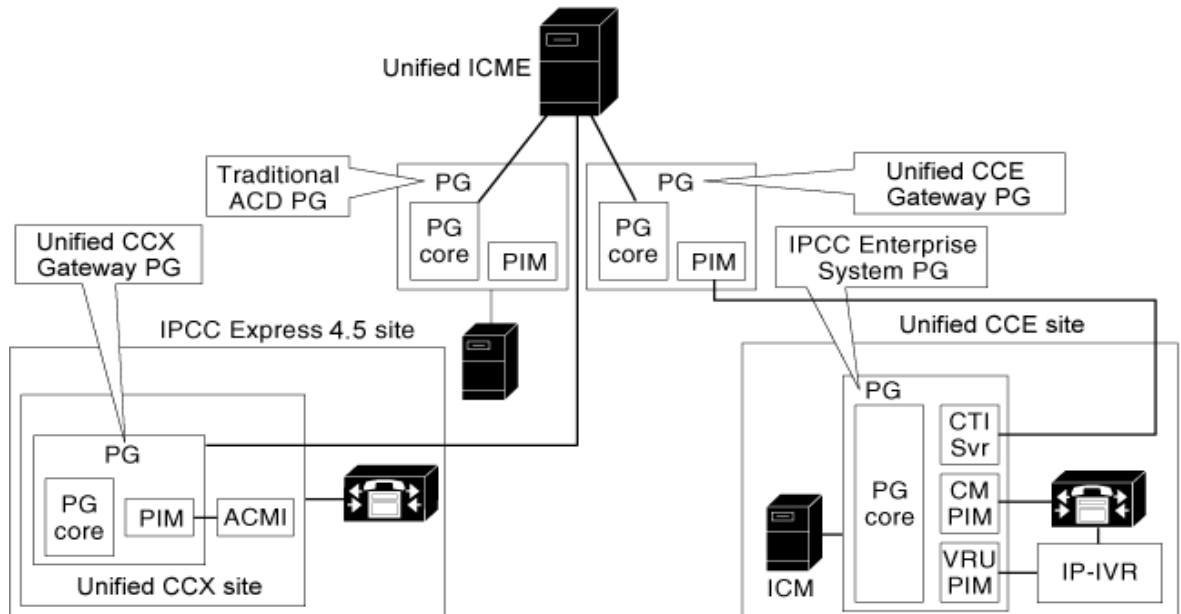 Unified ICME
Traditional
ACD PG
PG
PG
core
PIM
PG
PG
core
PIM
Unified CCE
Gateway PG
Unified CCX
Gateway PG
IPCC Enterprise
System PG
IPCC Express 4.5 site
Unified CCE site
PG
PG
core
PIM
ACMI
Unified CCX site
PG
PG
core
CTI
Svr
CM
PIM
VRU
PIM
ICM
IP-IVR